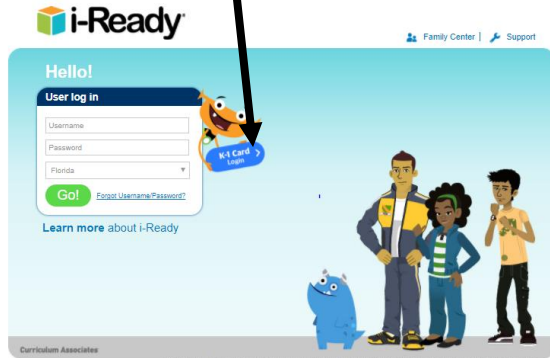 i-Ready
Family Center | Support
Hello!
User log in
Username
Password
K-1 Card
Login
Florida
Go! Forgot Username/Password?
Learn more about i-Ready
Curriculum Associates